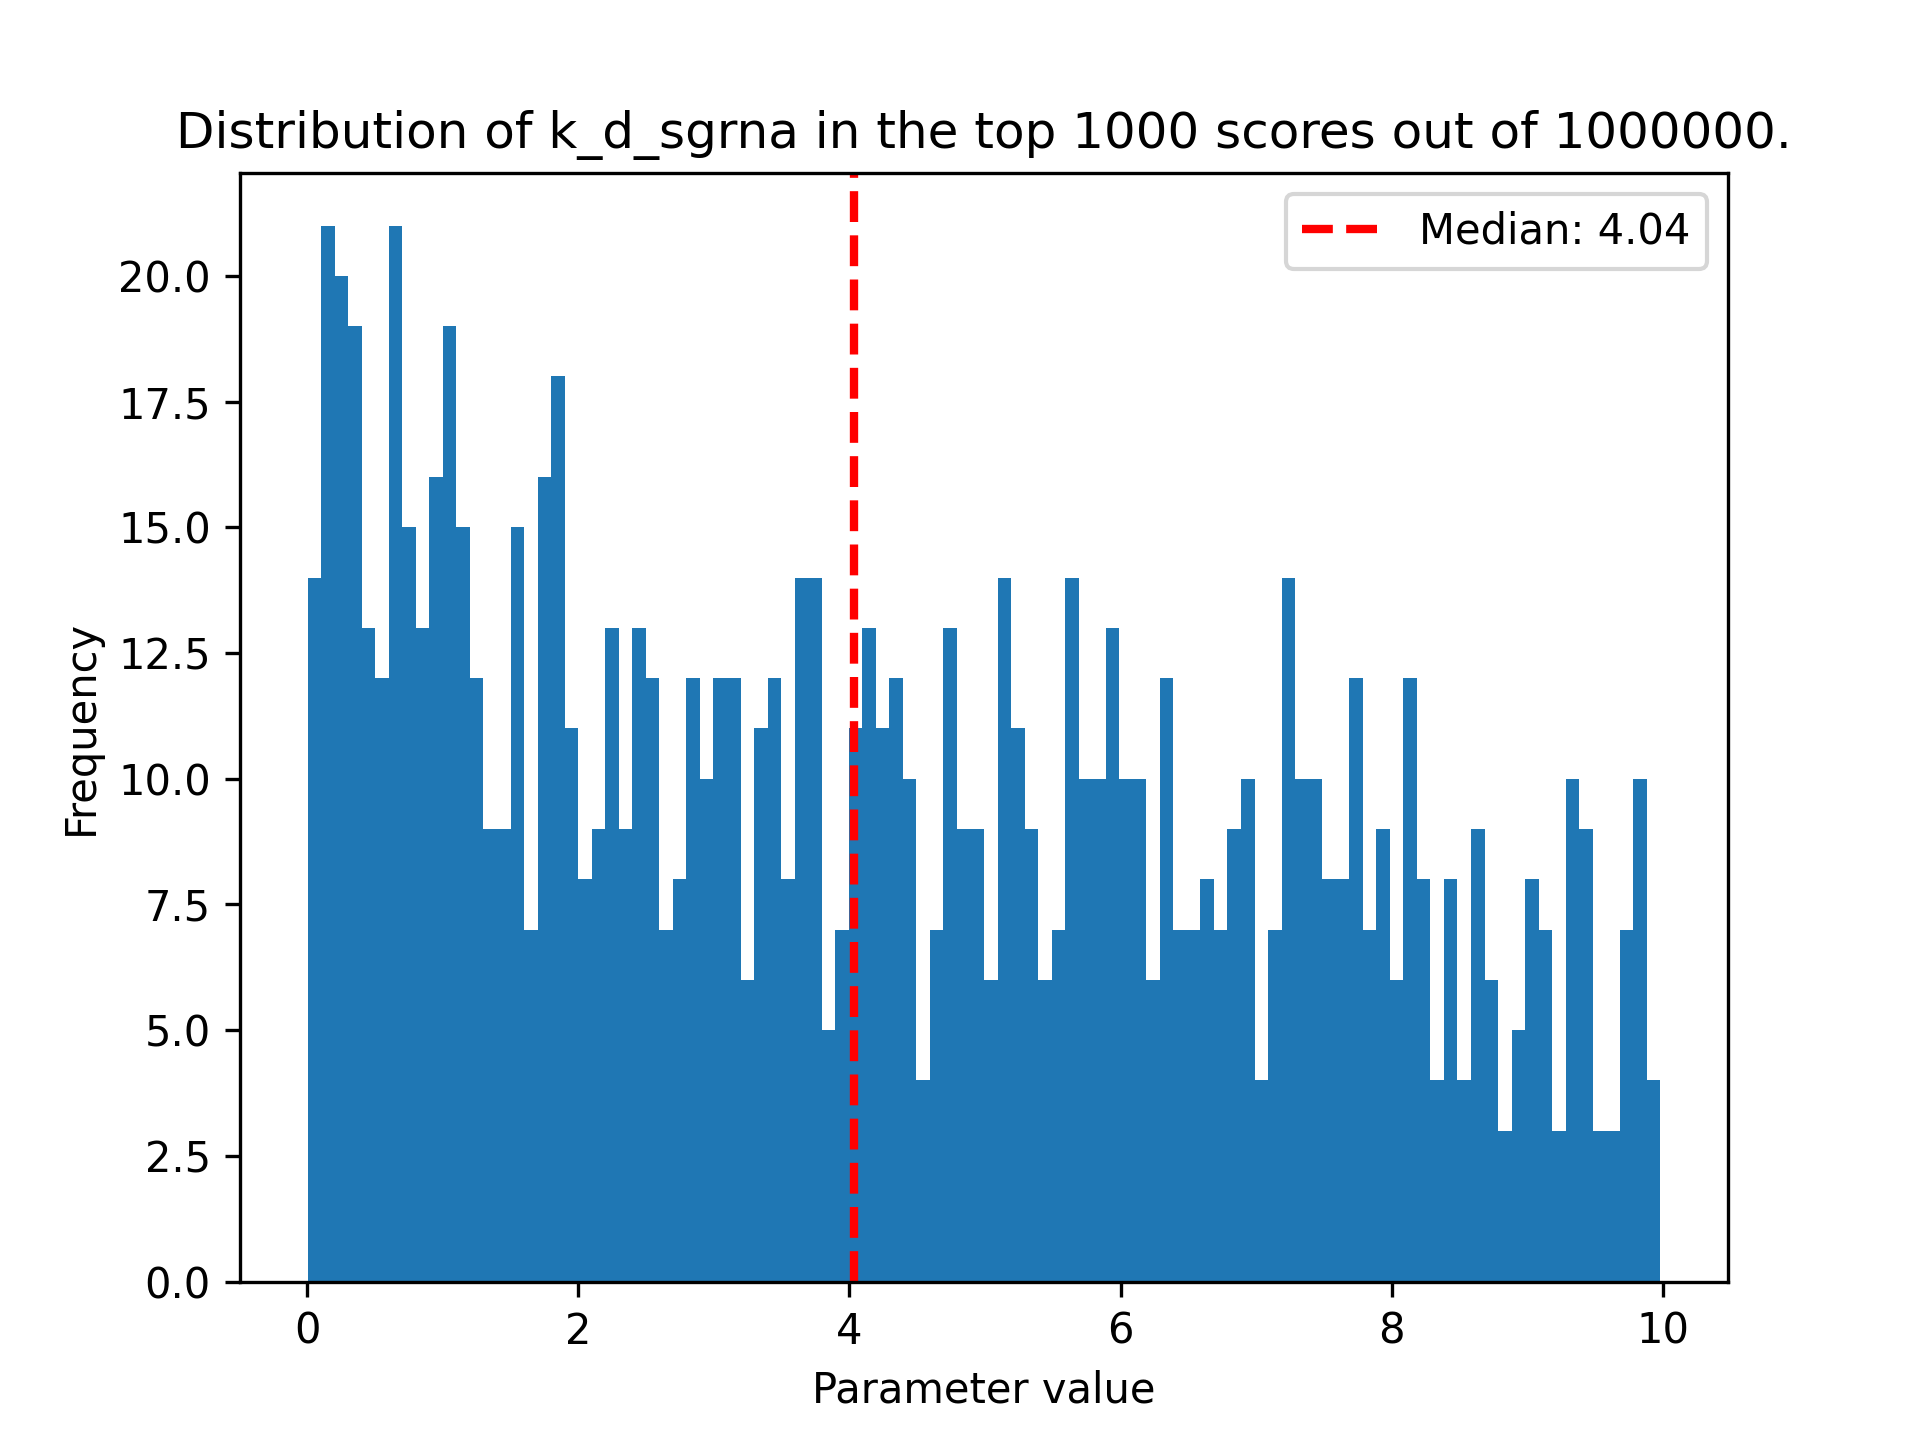 Distribution of k_d_sgrna in the top 1000 scores out of 1000000.
Median: 4.04
Frequency
20.0
17.5
15.0
12.5
10.0
7.5
5.0
2.5
0.0
0 2 4 6 8 10
Parameter value